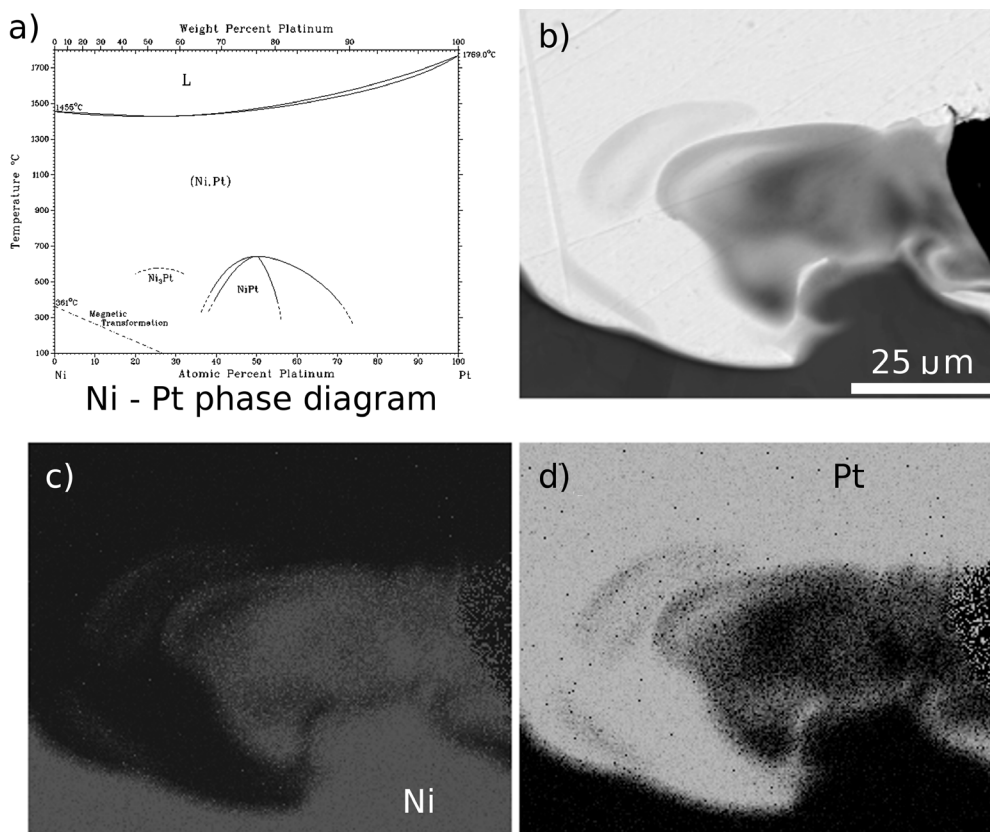 a)
Weight Percent Platinum
0 10 20 30 40 50 60 70 80 90 100
1769.0°C
1700
L
1500
1455°C
1300
1100
(Ni,Pt)
Temperature °C
900
700
Ni₃Pt
NiPt
500
361°C
Magnetic
Transformation
300
100
0 10 20 30 40 50 60 70 80 90 100
Ni Atomic Percent Platinum Pt
Ni - Pt phase diagram
b)
25 µm
c)
Ni
d)
Pt